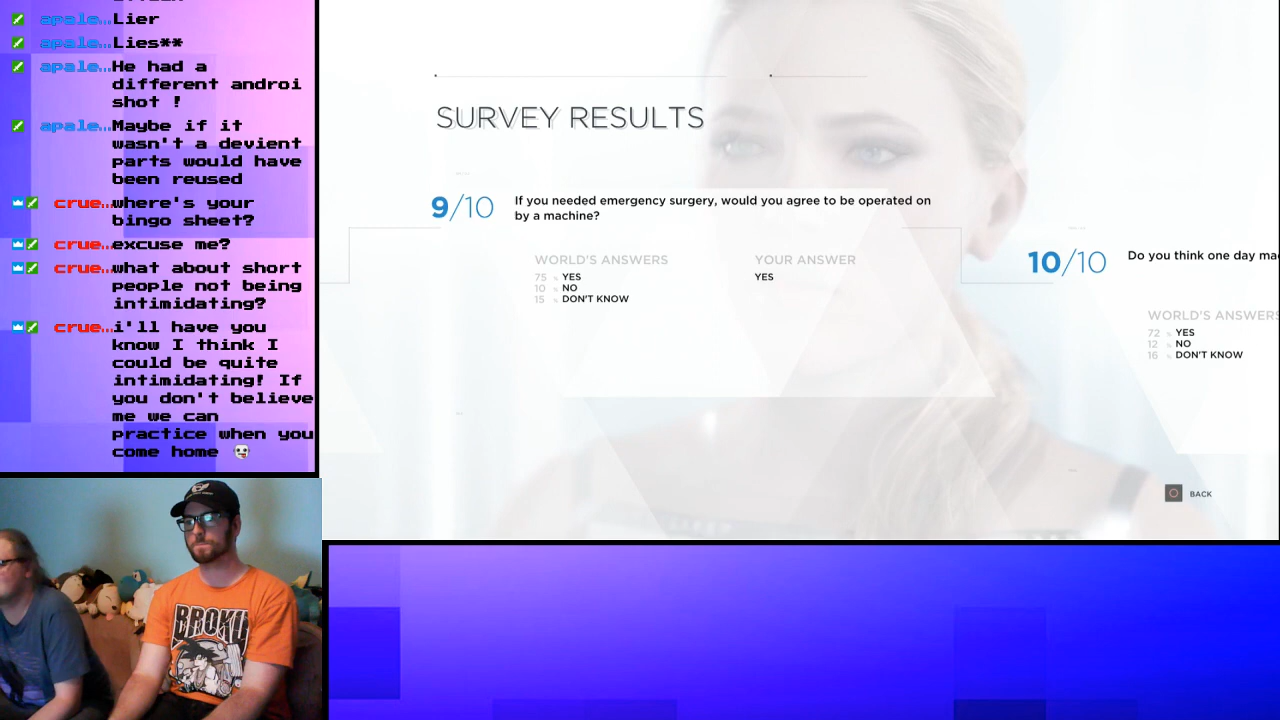 apale…Lier
apale…Lies**
apale…He had a
different androi
shot !
apale…Maybe if it
wasn't a devient
parts would have
been reused
crue…where's your
bingo sheet?
crue…excuse me?
crue…what about short
people not being
intimidating?
crue…i'll have you
know I think I
could be quite
intimidating! If
you don't believe
me we can
practice when you
come home
SURVEY RESULTS
9/10 If you needed emergency surgery, would you agree to be operated on
by a machine?
WORLD'S ANSWERS YOUR ANSWER
75 % YES YES
10 % NO
15 % DON'T KNOW
10/10 Do you think one day ma
WORLD'S ANSWERS
72 % YES
12 % NO
16 % DON'T KNOW
BACK